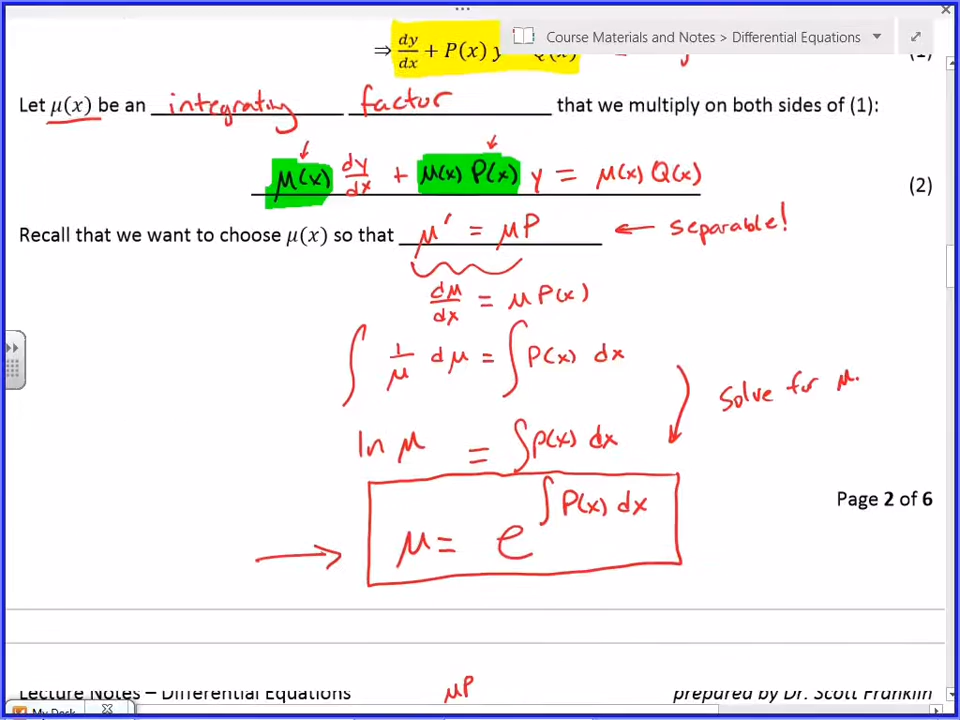 Course Materials and Notes > Differential Equations
⇒ dy/dx + P(x) y
Let μ(x) be an integrating factor that we multiply on both sides of (1):
μ(x) dy/dx + μ(x) P(x) y = μ(x) Q(x) (2)
Recall that we want to choose μ(x) so that μ' = μP ← separable!
dμ/dx = μ P(x)
∫ 1/μ dμ = ∫ P(x) dx
Solve for μ.
ln μ = ∫ P(x) dx
Page 2 of 6
→ μ = e^∫ P(x) dx
Lecture Notes – Differential Equations μP prepared by Dr. Scott Franklin
My Desk